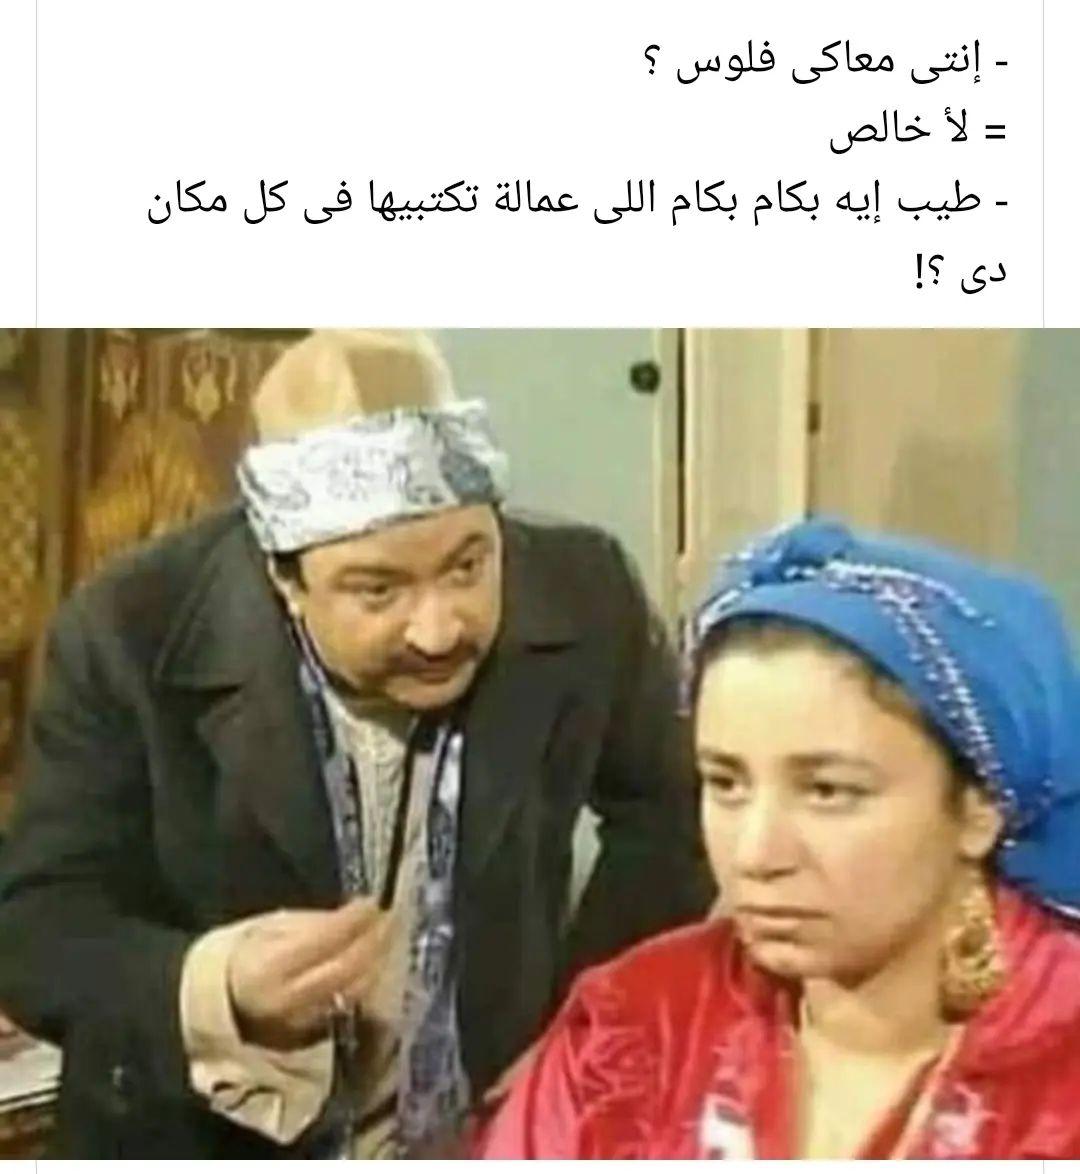 - إنتى معاكى فلوس ؟
= لأ خالص
- طيب إيه بكام بكام اللى عمالة تكتبيها فى كل مكان
دى ؟!